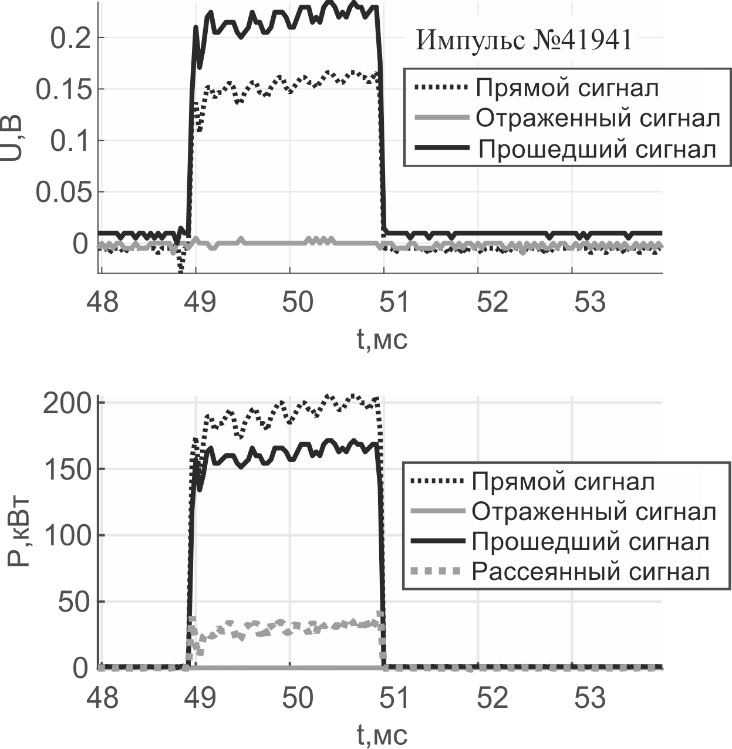 0.2
0.15
0.1
0.05
0
U,В
Импульс №41941
Прямой сигнал
Отраженный сигнал
Прошедший сигнал
48 49 50 51 52 53
t,мс
200
150
100
50
0
P,кВт
Прямой сигнал
Отраженный сигнал
Прошедший сигнал
Рассеянный сигнал
48 49 50 51 52 53
t,мс